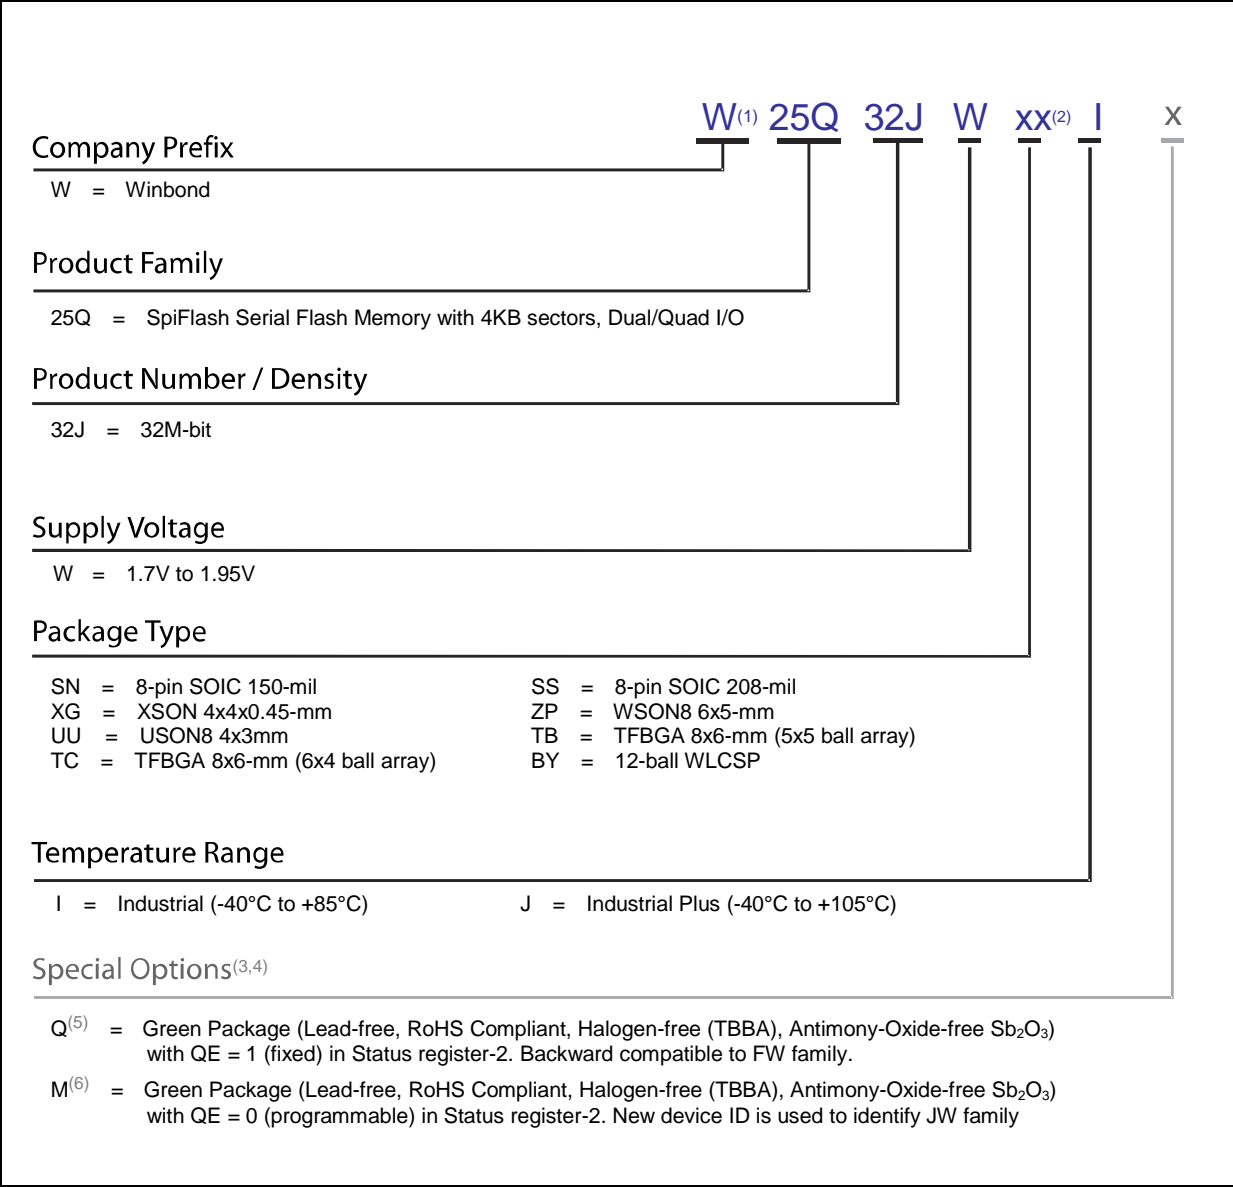 W(1) 25Q 32J W xx(2) I x
Company Prefix
W = Winbond
Product Family
25Q = SpiFlash Serial Flash Memory with 4KB sectors, Dual/Quad I/O
Product Number / Density
32J = 32M-bit
Supply Voltage
W = 1.7V to 1.95V
Package Type
SN = 8-pin SOIC 150-mil SS = 8-pin SOIC 208-mil
XG = XSON 4x4x0.45-mm ZP = WSON8 6x5-mm
UU = USON8 4x3mm TB = TFBGA 8x6-mm (5x5 ball array)
TC = TFBGA 8x6-mm (6x4 ball array) BY = 12-ball WLCSP
Temperature Range
I = Industrial (-40°C to +85°C) J = Industrial Plus (-40°C to +105°C)
Special Options(3,4)
Q(5) = Green Package (Lead-free, RoHS Compliant, Halogen-free (TBBA), Antimony-Oxide-free Sb₂O₃)
with QE = 1 (fixed) in Status register-2. Backward compatible to FW family.
M(6) = Green Package (Lead-free, RoHS Compliant, Halogen-free (TBBA), Antimony-Oxide-free Sb₂O₃)
with QE = 0 (programmable) in Status register-2. New device ID is used to identify JW family